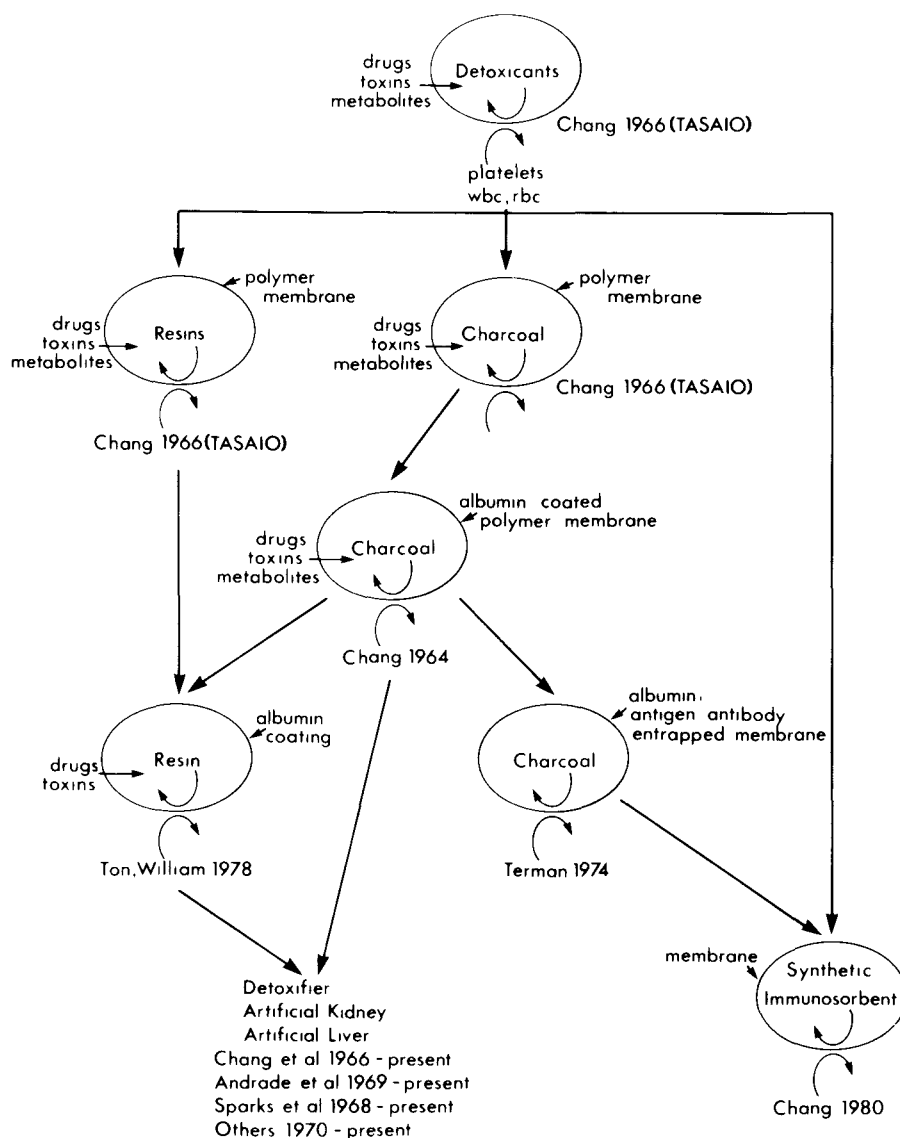 drugs
toxins
metabolites
Detoxicants
Chang 1966 (TASAIO)
platelets
wbc, rbc
polymer
membrane
drugs
toxins
metabolites
Resins
Chang 1966 (TASAIO)
polymer
membrane
drugs
toxins
metabolites
Charcoal
Chang 1966 (TASAIO)
albumin coated
polymer membrane
drugs
toxins
metabolites
Charcoal
Chang 1964
albumin
coating
drugs
toxins
Resin
Ton, William 1978
albumin,
antigen antibody
entrapped membrane
Charcoal
Terman 1974
membrane
Synthetic
Immunosorbent
Chang 1980
Detoxifier
Artificial Kidney
Artificial Liver
Chang et al 1966 - present
Andrade et al 1969 - present
Sparks et al 1968 - present
Others 1970 - present